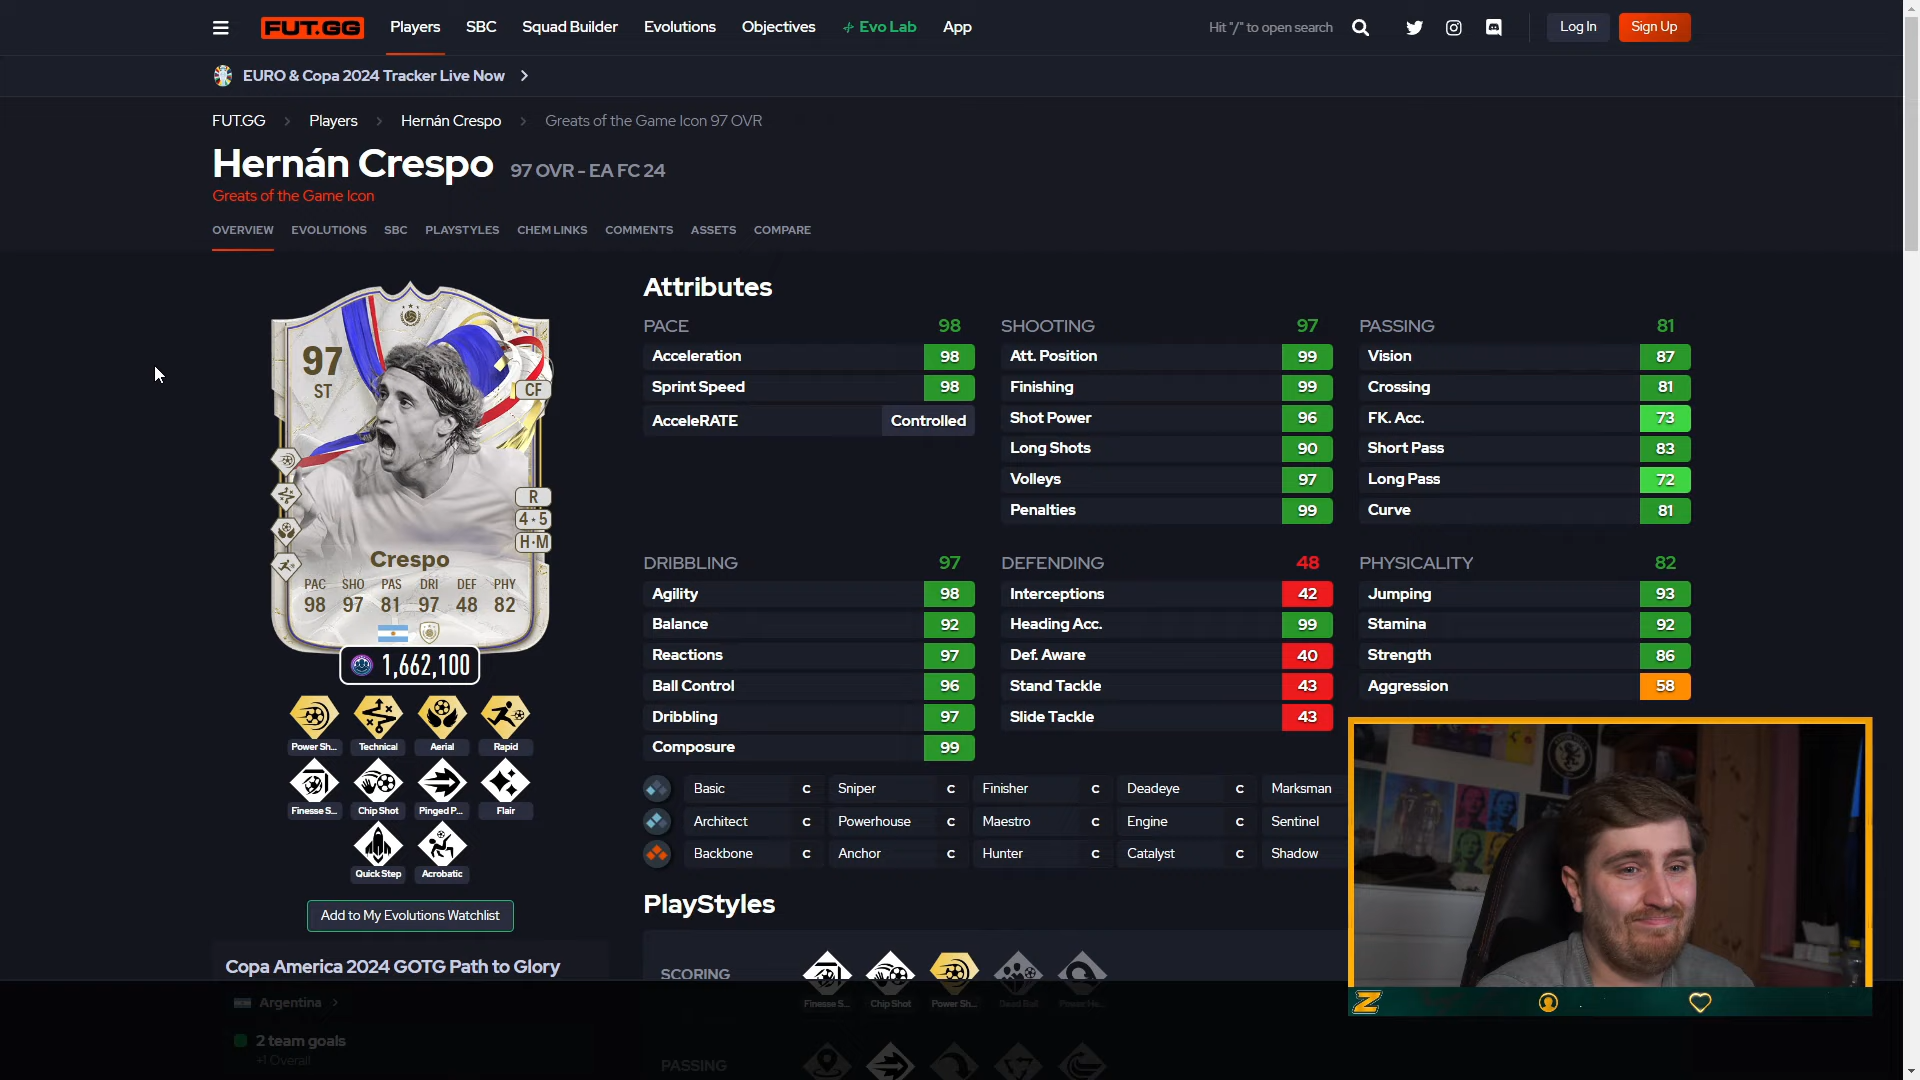 FUT.GG Players SBC Squad Builder Evolutions Objectives Evo Lab App Hit "/" to open search Log In Sign Up
EURO & Copa 2024 Tracker Live Now
FUT.GG Players Hernán Crespo Greats of the Game Icon 97 OVR
Hernán Crespo 97 OVR - EA FC 24
Greats of the Game Icon
OVERVIEW EVOLUTIONS SBC PLAYSTYLES CHEM LINKS COMMENTS ASSETS COMPARE
97
ST
CF
R
4 • 5
H • M
Crespo
PAC SHO PAS DRI DEF PHY
98 97 81 97 48 82
1,662,100
Power Sh... Technical Aerial Rapid
Finesse S... Chip Shot Pinged P... Flair
Quick Step Acrobatic
Add to My Evolutions Watchlist
Copa America 2024 GOTG Path to Glory
Argentina
2 team goals
+1 Overall
Attributes
PACE 98
Acceleration 98
Sprint Speed 98
AcceleRATE Controlled
SHOOTING 97
Att. Position 99
Finishing 99
Shot Power 96
Long Shots 90
Volleys 97
Penalties 99
PASSING 81
Vision 87
Crossing 81
FK. Acc. 73
Short Pass 83
Long Pass 72
Curve 81
DRIBBLING 97
Agility 98
Balance 92
Reactions 97
Ball Control 96
Dribbling 97
Composure 99
DEFENDING 48
Interceptions 42
Heading Acc. 99
Def. Aware 40
Stand Tackle 43
Slide Tackle 43
PHYSICALITY 82
Jumping 93
Stamina 92
Strength 86
Aggression 58
Basic C Sniper C Finisher C Deadeye C Marksman
Architect C Powerhouse C Maestro C Engine C Sentinel
Backbone C Anchor C Hunter C Catalyst C Shadow
PlayStyles
SCORING
Finesse S... Chip Shot Power Sh... Dead Ball Power He...
PASSING
Z